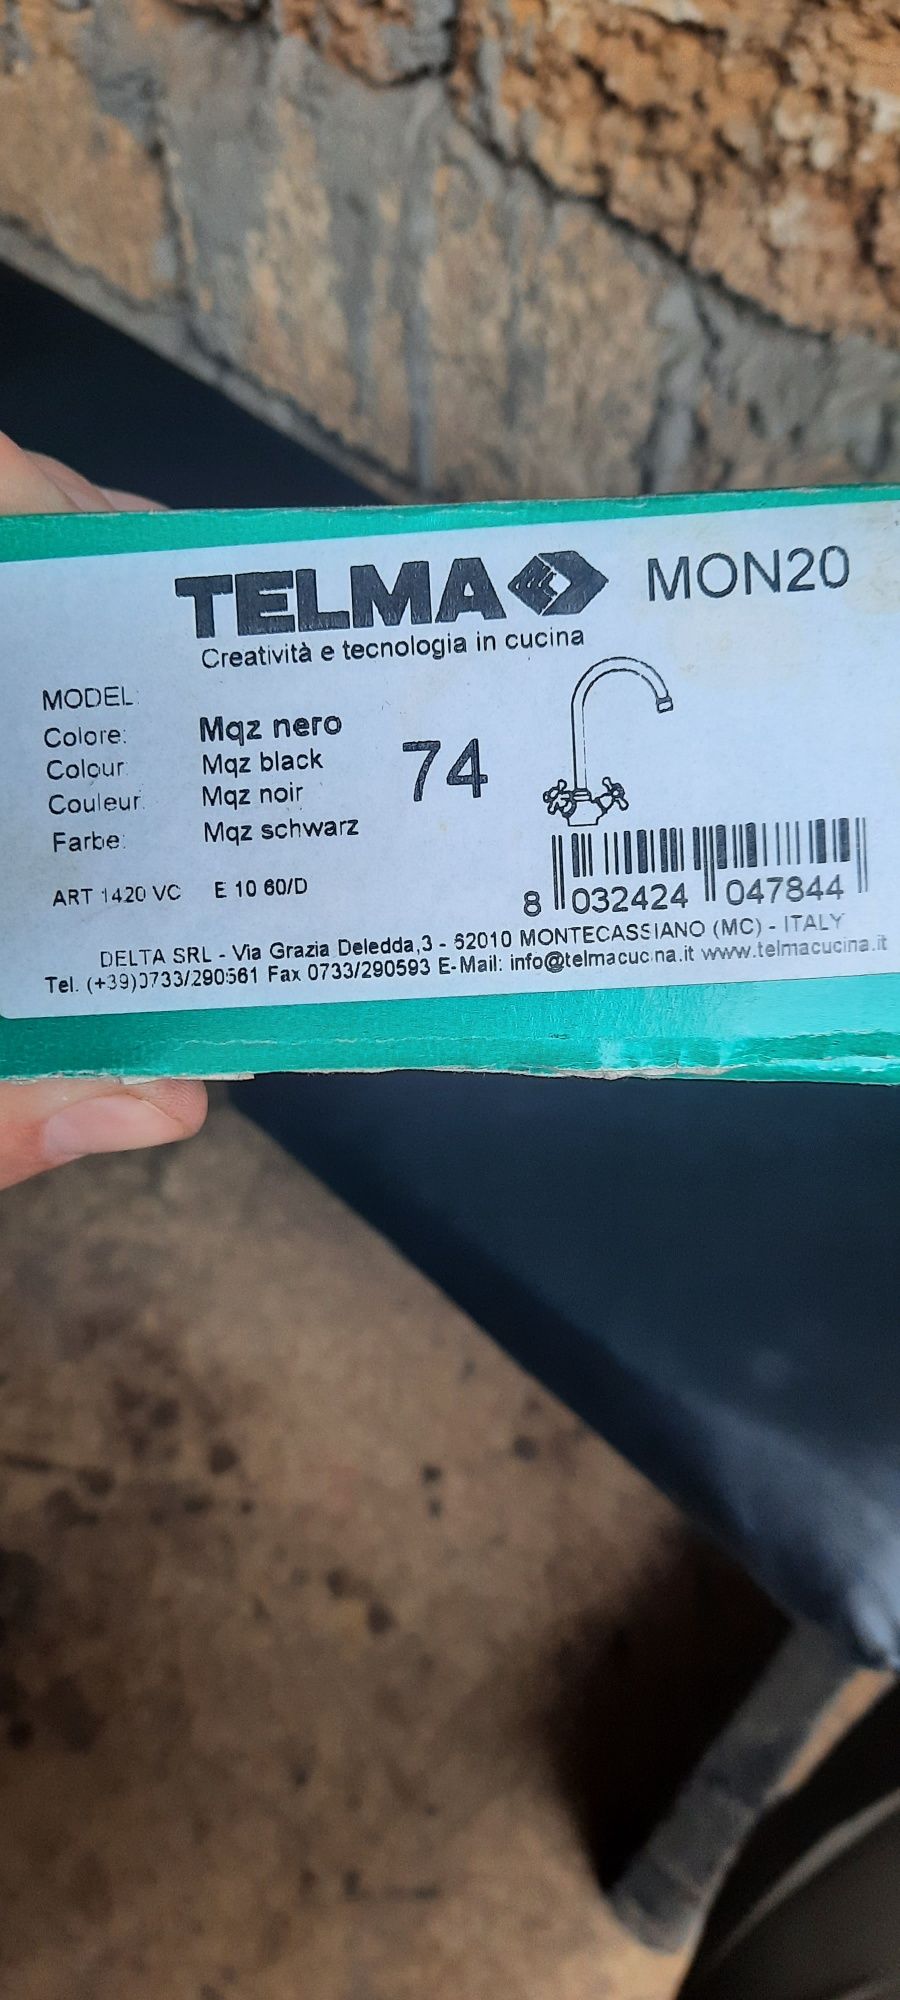 TELMA MON20
Creatività e tecnologia in cucina
MODEL:
Colore: Mqz nero
Colour: Mqz black
Couleur: Mqz noir
Farbe: Mqz schwarz
74
ART 1420 VC E 10 60/D
8 032424 047844
DELTA SRL - Via Grazia Deledda,3 - 62010 MONTECASSIANO (MC) - ITALY
Tel. (+39)0733/290561 Fax 0733/290593 E-Mail: info@telmacucina.it www.telmacucina.it